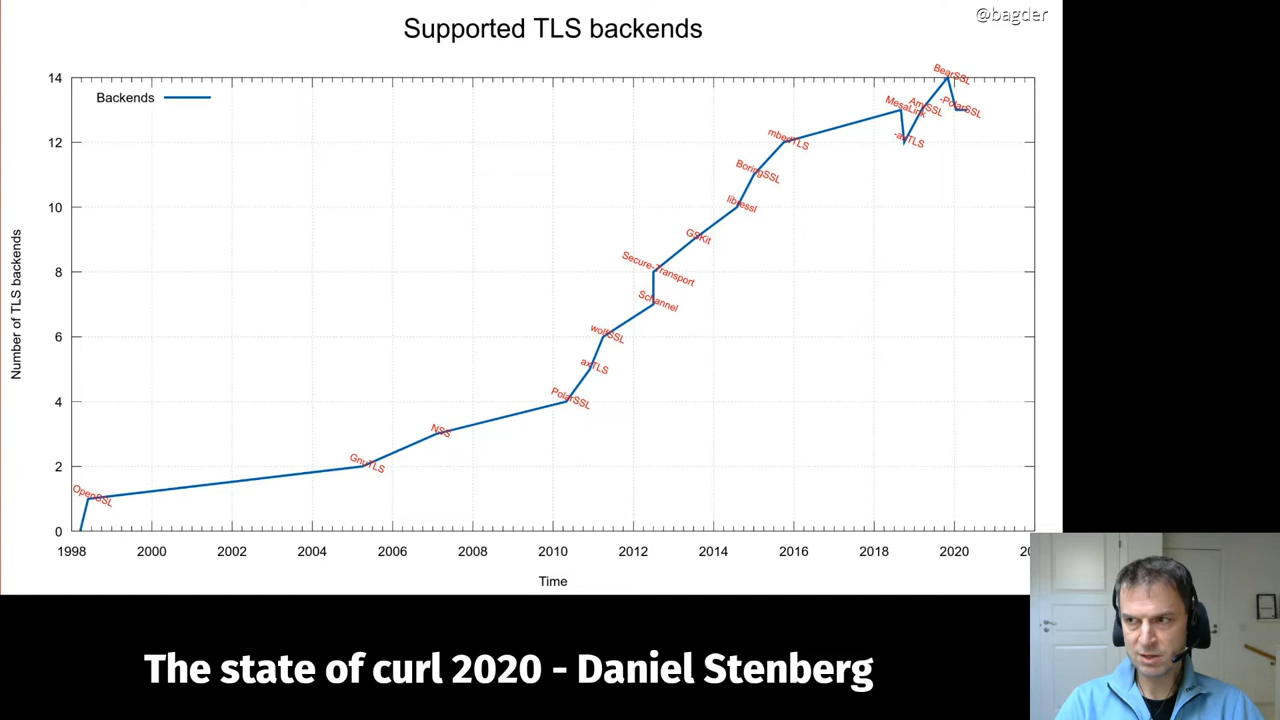 @bagder
Supported TLS backends
14
12
10
8
6
4
2
0
Number of TLS backends
Backends
OpenSSL
GnuTLS
NSS
PolarSSL
axTLS
wolfSSL
Schannel
Secure-Transport
GSKit
libressl
BoringSSL
mbedTLS
MesaLink
-axTLS
AmiSSL
BearSSL
-PolarSSL
1998 2000 2002 2004 2006 2008 2010 2012 2014 2016 2018 2020
Time
The state of curl 2020 - Daniel Stenberg